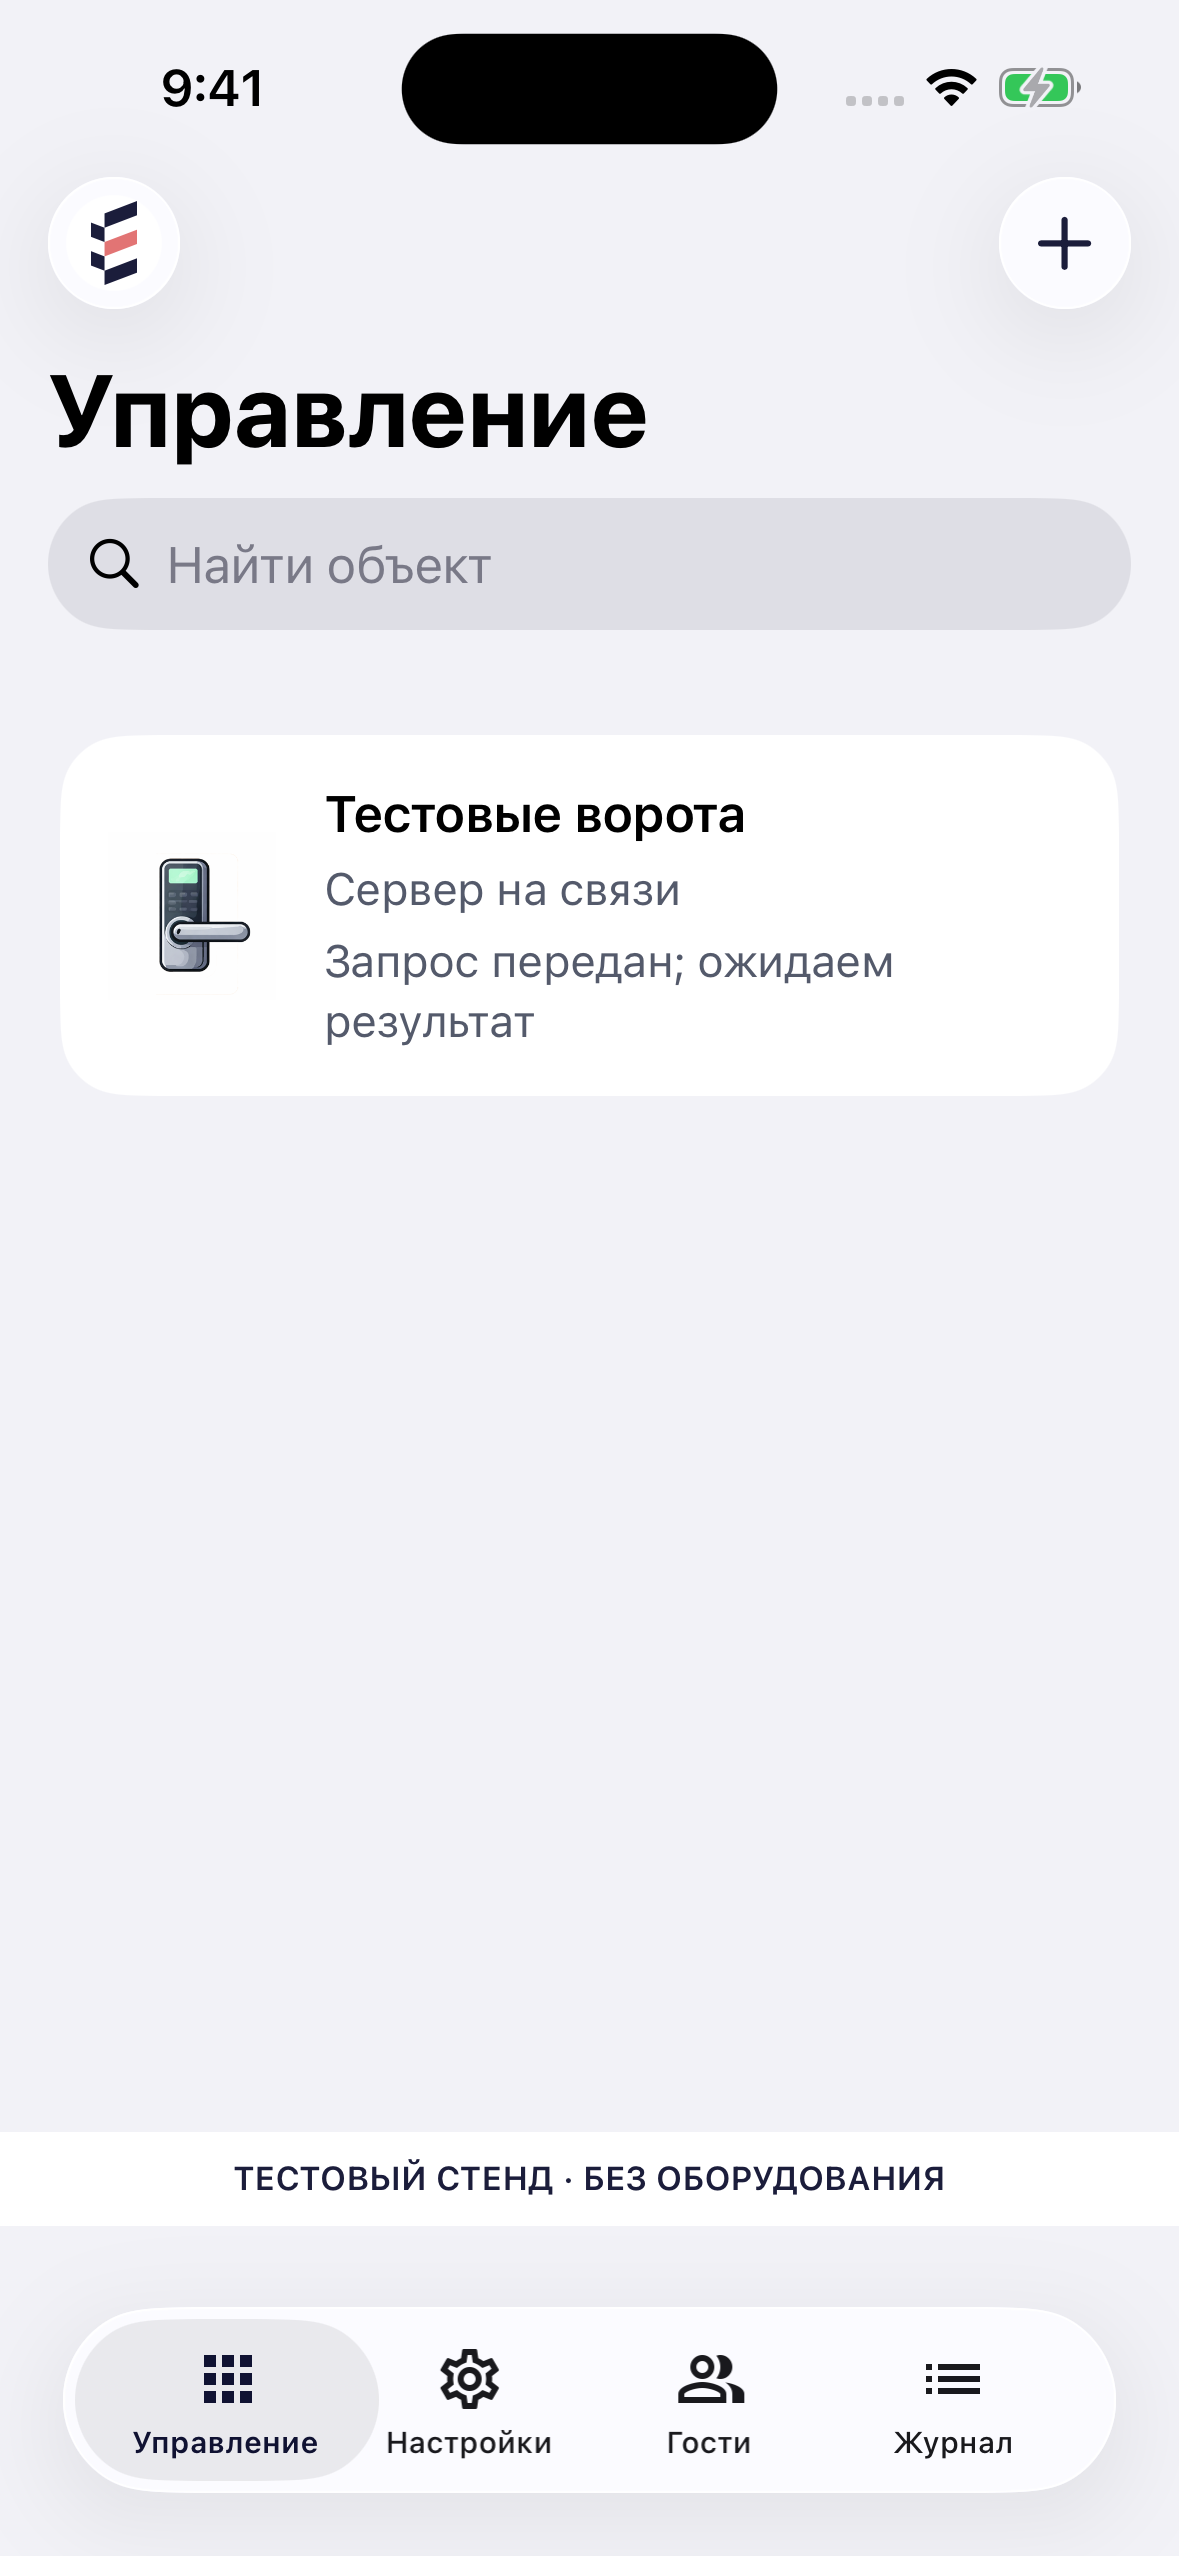 9:41
Управление
Найти объект
Тестовые ворота
Сервер на связи
Запрос передан; ожидаем
результат
ТЕСТОВЫЙ СТЕНД · БЕЗ ОБОРУДОВАНИЯ
Управление
Настройки
Гости
Журнал